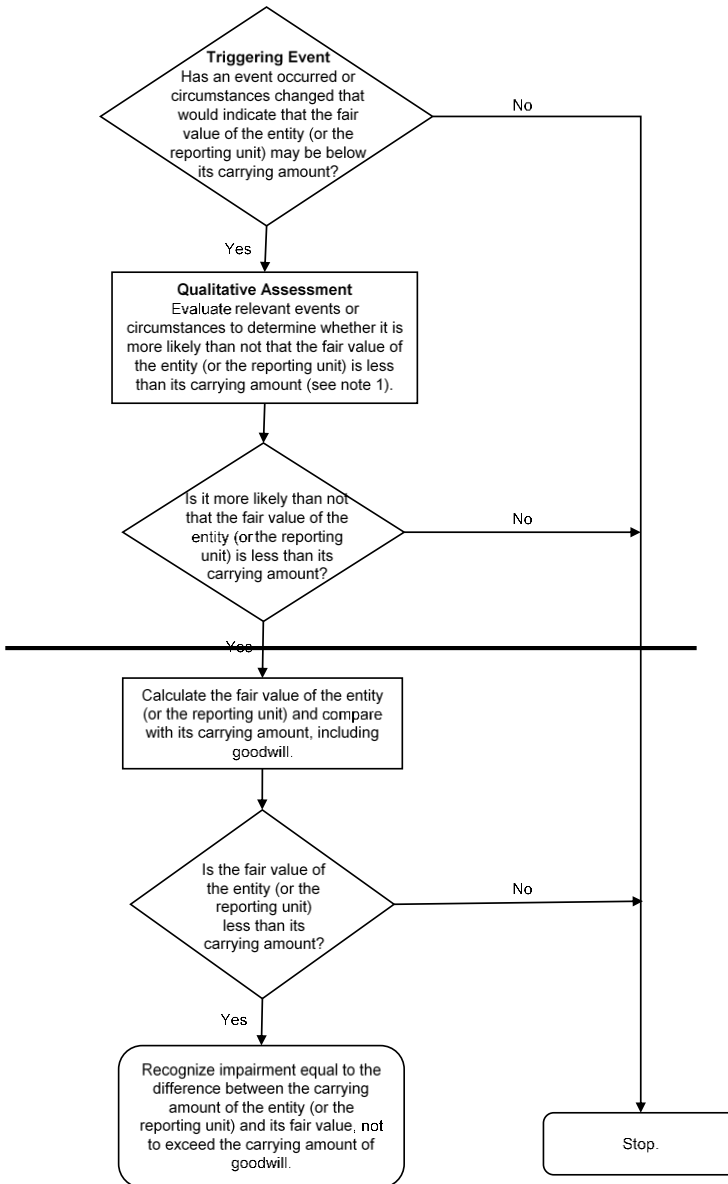 Triggering Event
Has an event occurred or
circumstances changed that
would indicate that the fair
value of the entity (or the
reporting unit) may be below
its carrying amount?
No
Yes
Qualitative Assessment
Evaluate relevant events or
circumstances to determine whether it is
more likely than not that the fair value of
the entity (or the reporting unit) is less
than its carrying amount (see note 1).
Is it more likely than not
that the fair value of the
entity (or the reporting
unit) is less than its
carrying amount?
No
Yes
Calculate the fair value of the entity
(or the reporting unit) and compare
with its carrying amount, including
goodwill.
Is the fair value of
the entity (or the
reporting unit)
less than its
carrying amount?
No
Yes
Recognize impairment equal to the
difference between the carrying
amount of the entity (or the
reporting unit) and its fair value, not
to exceed the carrying amount of
goodwill.
Stop.